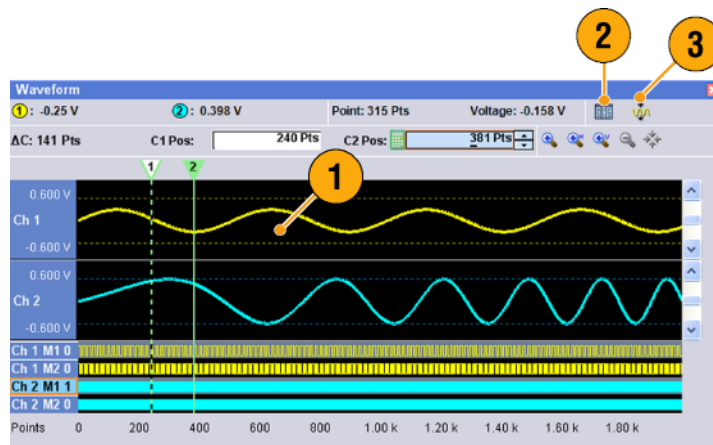 2
3
Waveform
1 : -0.25 V 2 : 0.398 V Point: 315 Pts Voltage: -0.158 V
ΔC: 141 Pts C1 Pos: 240 Pts C2 Pos: 381 Pts
1 2
1
0.600 V
Ch 1
-0.600 V
0.600 V
Ch 2
-0.600 V
Ch 1 M1 0
Ch 1 M2 0
Ch 2 M1 1
Ch 2 M2 0
Points 0 200 400 600 800 1.00 k 1.20 k 1.40 k 1.60 k 1.80 k